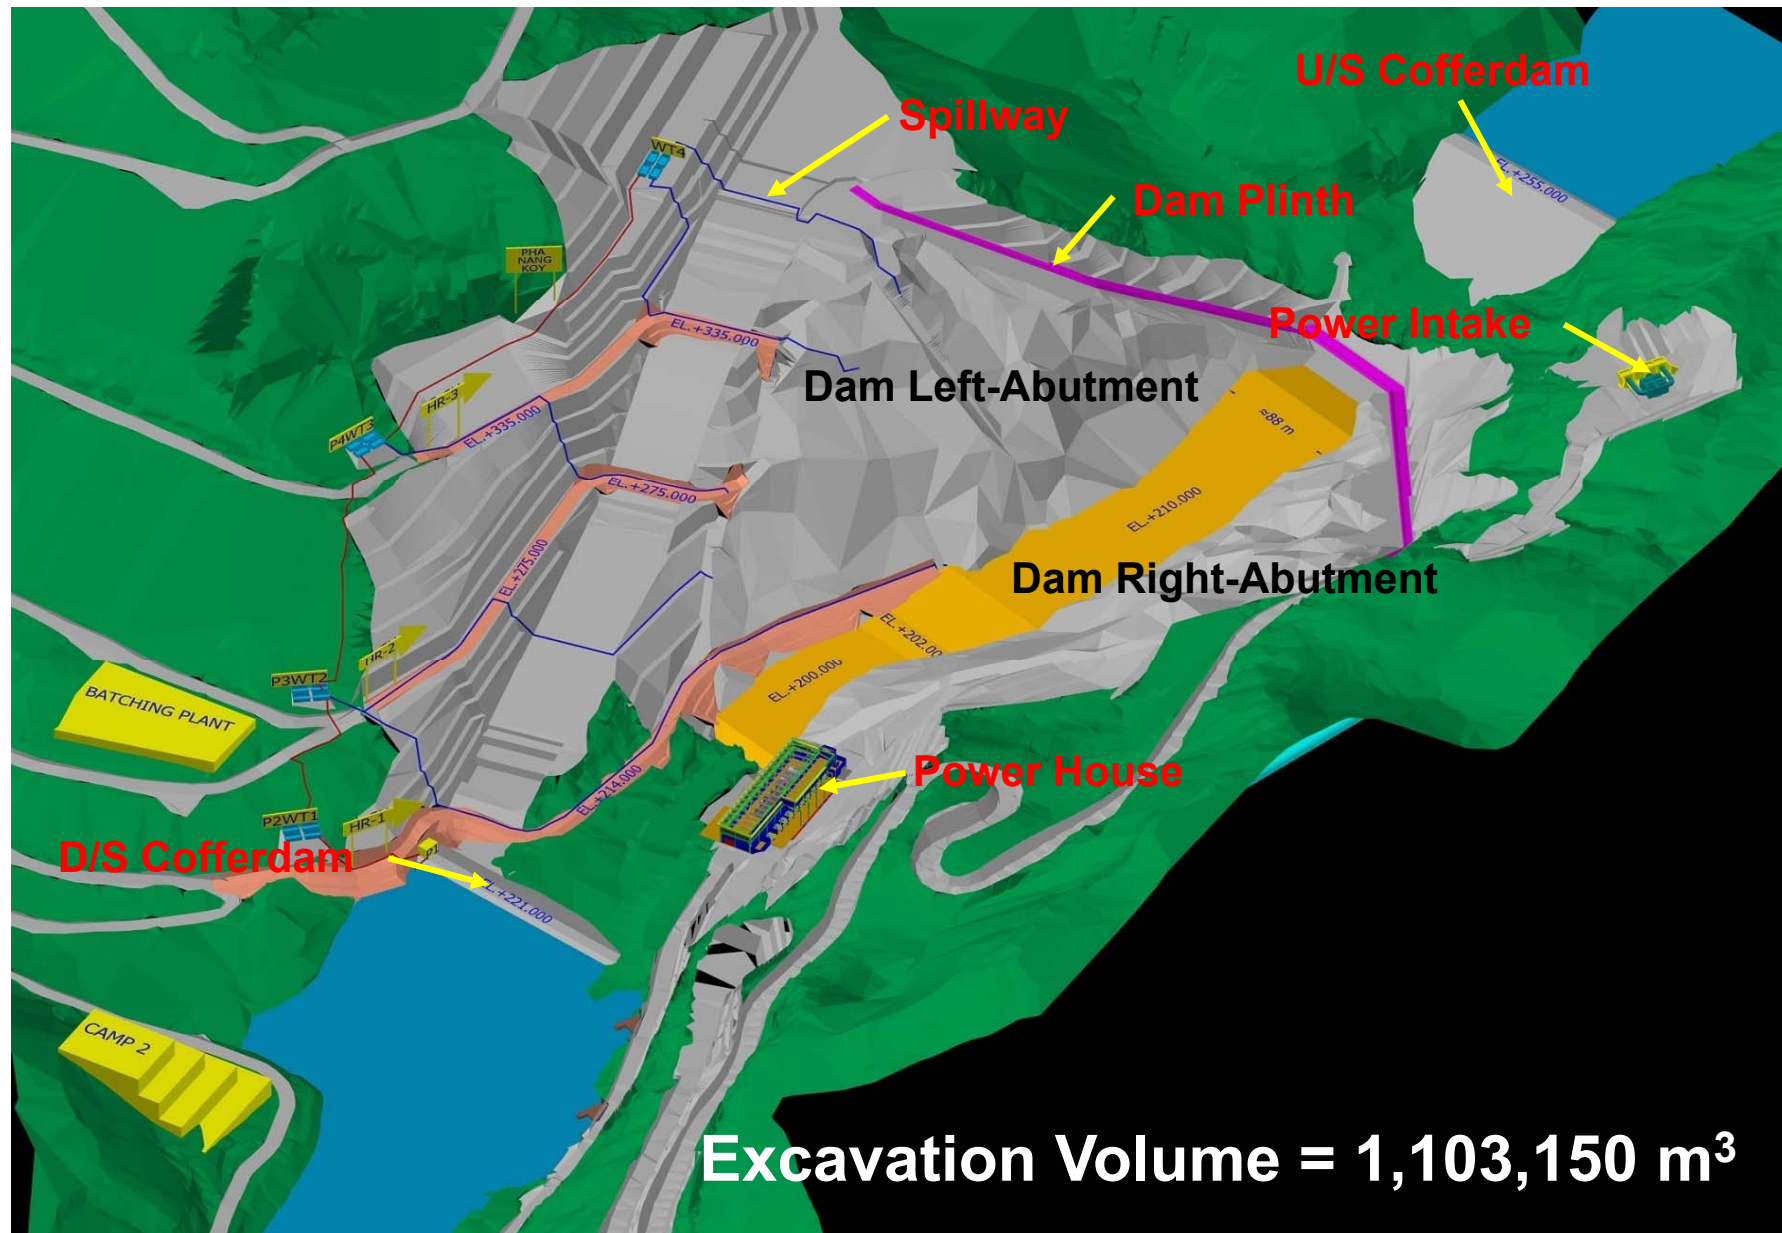 U/S Cofferdam
Spillway
WT4
EL.+255.000
Dam Plinth
PHA
NANG
KOY
EL.+335.000
Power Intake
Dam Left-Abutment
HR-3
≈88 m
P4WT3
EL.+335.000
EL.+275.000
EL.+210.000
EL.+275.000
Dam Right-Abutment
EL.+202.00
HR-2
P3WT2
EL.+200.000
BATCHING PLANT
Power House
EL.+214.000
P2WT1
HR-1
D/S Cofferdam
P1
EL.+221.000
CAMP 2
Excavation Volume = 1,103,150 m³